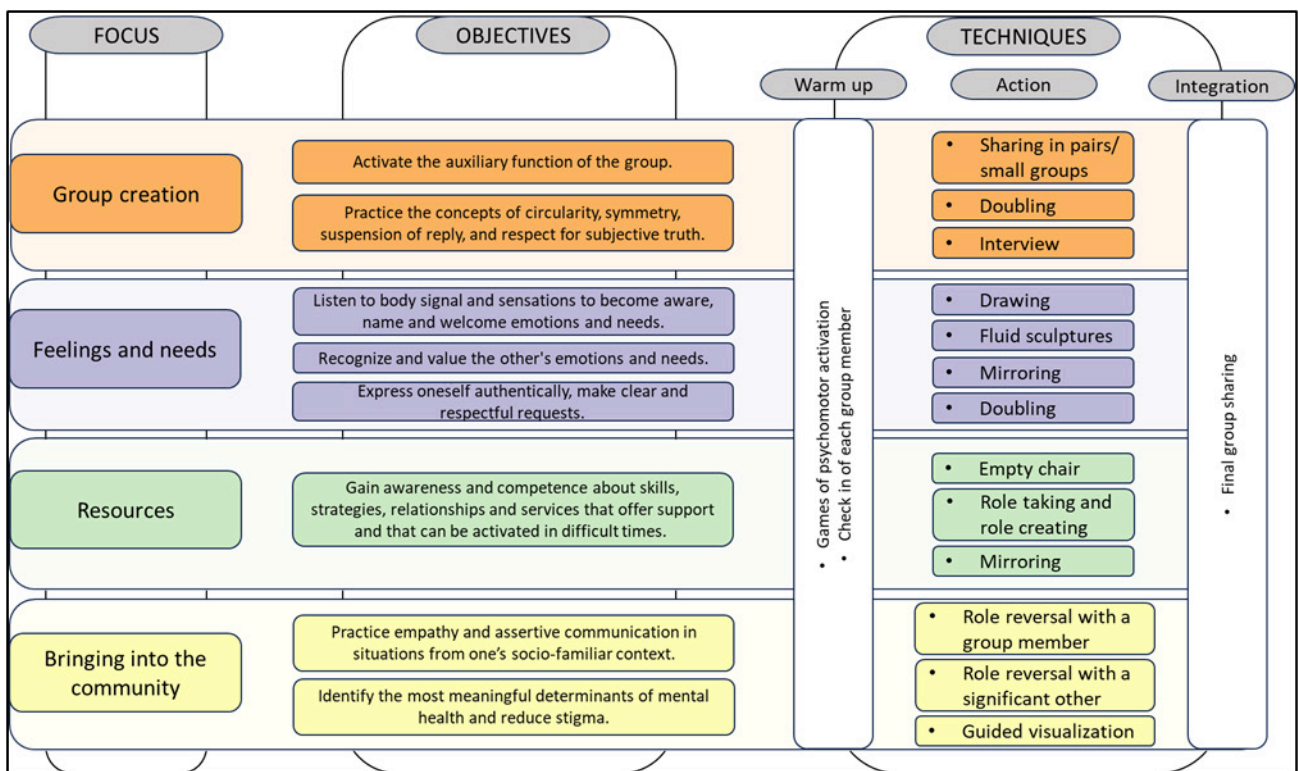 FOCUS
OBJECTIVES
TECHNIQUES
Warm up
Action
Integration
Group creation
Activate the auxiliary function of the group.
Practice the concepts of circularity, symmetry,
suspension of reply, and respect for subjective truth.
• Sharing in pairs/
small groups
• Doubling
• Interview
Feelings and needs
Listen to body signal and sensations to become aware,
name and welcome emotions and needs.
Recognize and value the other's emotions and needs.
Express oneself authentically, make clear and
respectful requests.
• Drawing
• Fluid sculptures
• Mirroring
• Doubling
Resources
Gain awareness and competence about skills,
strategies, relationships and services that offer support
and that can be activated in difficult times.
• Empty chair
• Role taking and
role creating
• Mirroring
Bringing into the
community
Practice empathy and assertive communication in
situations from one’s socio-familiar context.
Identify the most meaningful determinants of mental
health and reduce stigma.
• Role reversal with a
group member
• Role reversal with a
significant other
• Guided visualization
• Games of psychomotor activation
• Check in of each group member
• Final group sharing